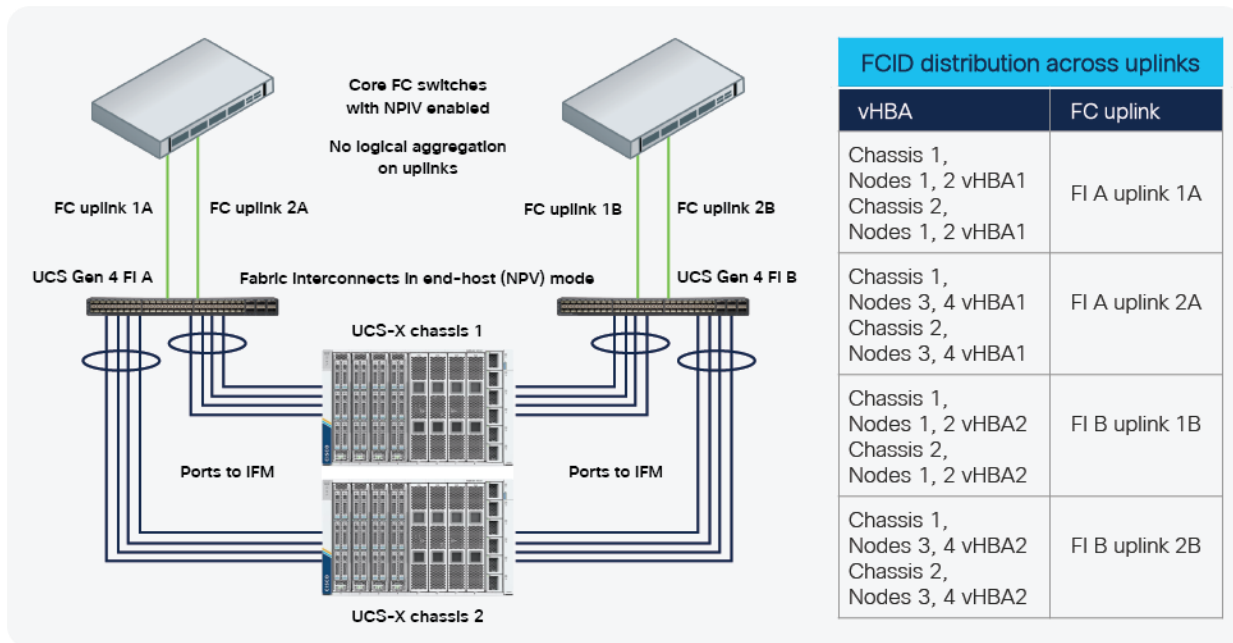 Core FC switches
with NPIV enabled
No logical aggregation
on uplinks
FC uplink 1A
FC uplink 2A
FC uplink 1B
FC uplink 2B
UCS Gen 4 FI A
Fabric Interconnects in end-host (NPV) mode
UCS Gen 4 FI B
UCS-X chassis 1
Ports to IFM
Ports to IFM
UCS-X chassis 2
FCID distribution across uplinks
vHBA
FC uplink
Chassis 1,
Nodes 1, 2 vHBA1
Chassis 2,
Nodes 1, 2 vHBA1
FI A uplink 1A
Chassis 1,
Nodes 3, 4 vHBA1
Chassis 2,
Nodes 3, 4 vHBA1
FI A uplink 2A
Chassis 1,
Nodes 1, 2 vHBA2
Chassis 2,
Nodes 1, 2 vHBA2
FI B uplink 1B
Chassis 1,
Nodes 3, 4 vHBA2
Chassis 2,
Nodes 3, 4 vHBA2
FI B uplink 2B